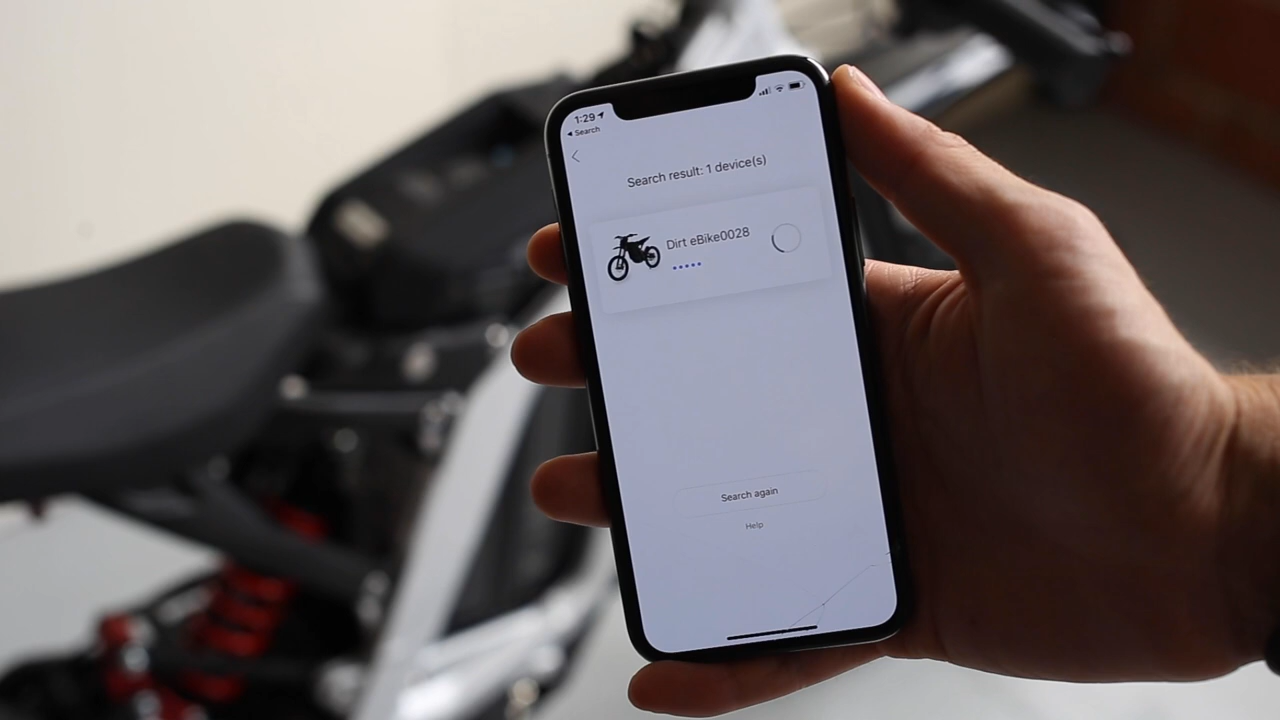 1:29
Search
Search result: 1 device(s)
Dirt eBike0028
Search again
Help